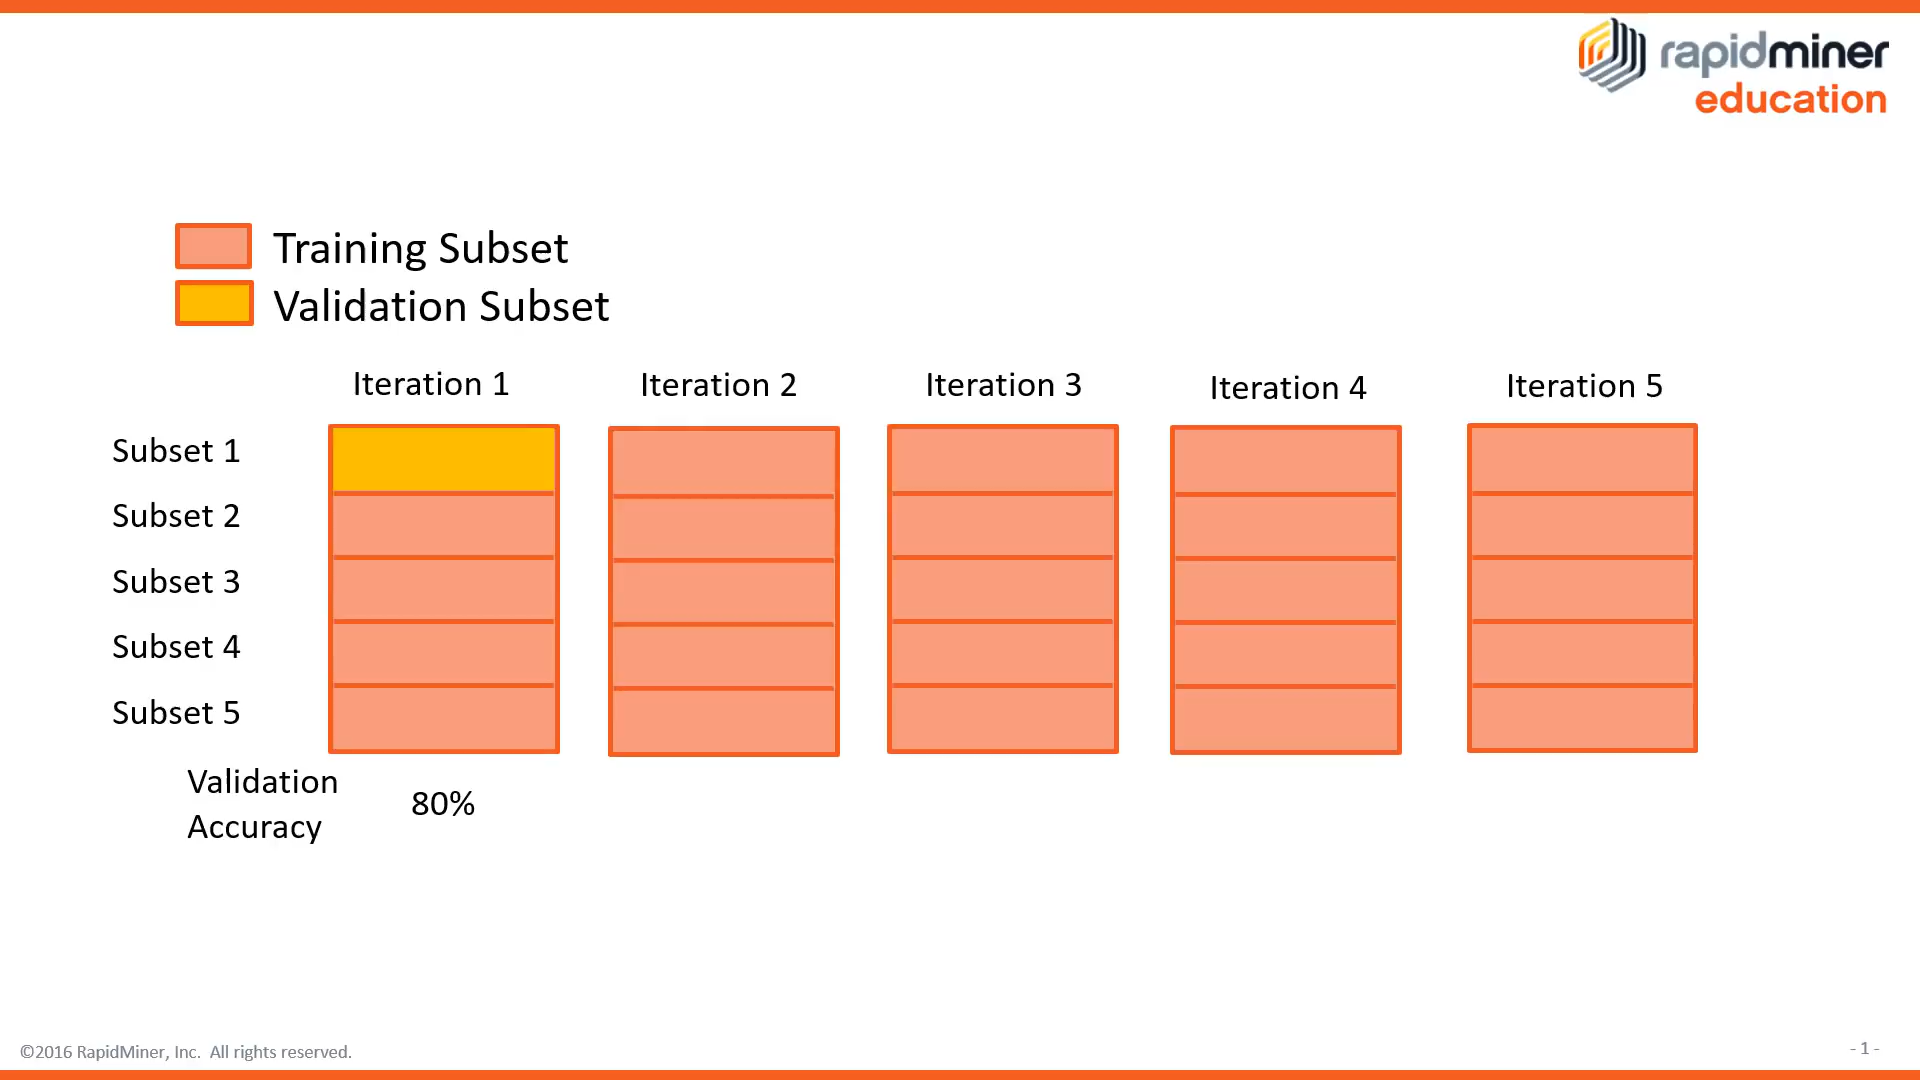 rapidminer
education
Training Subset
Validation Subset
Iteration 1
Iteration 2
Iteration 3
Iteration 4
Iteration 5
Subset 1
Subset 2
Subset 3
Subset 4
Subset 5
Validation
Accuracy
80%
©2016 RapidMiner, Inc.  All rights reserved.
- 1 -